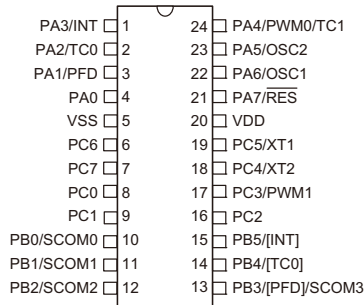 PA3/INT 1 24 PA4/PWM0/TC1
PA2/TC0 2 23 PA5/OSC2
PA1/PFD 3 22 PA6/OSC1
PA0 4 21 PA7/RES
VSS 5 20 VDD
PC6 6 19 PC5/XT1
PC7 7 18 PC4/XT2
PC0 8 17 PC3/PWM1
PC1 9 16 PC2
PB0/SCOM0 10 15 PB5/[INT]
PB1/SCOM1 11 14 PB4/[TC0]
PB2/SCOM2 12 13 PB3/[PFD]/SCOM3